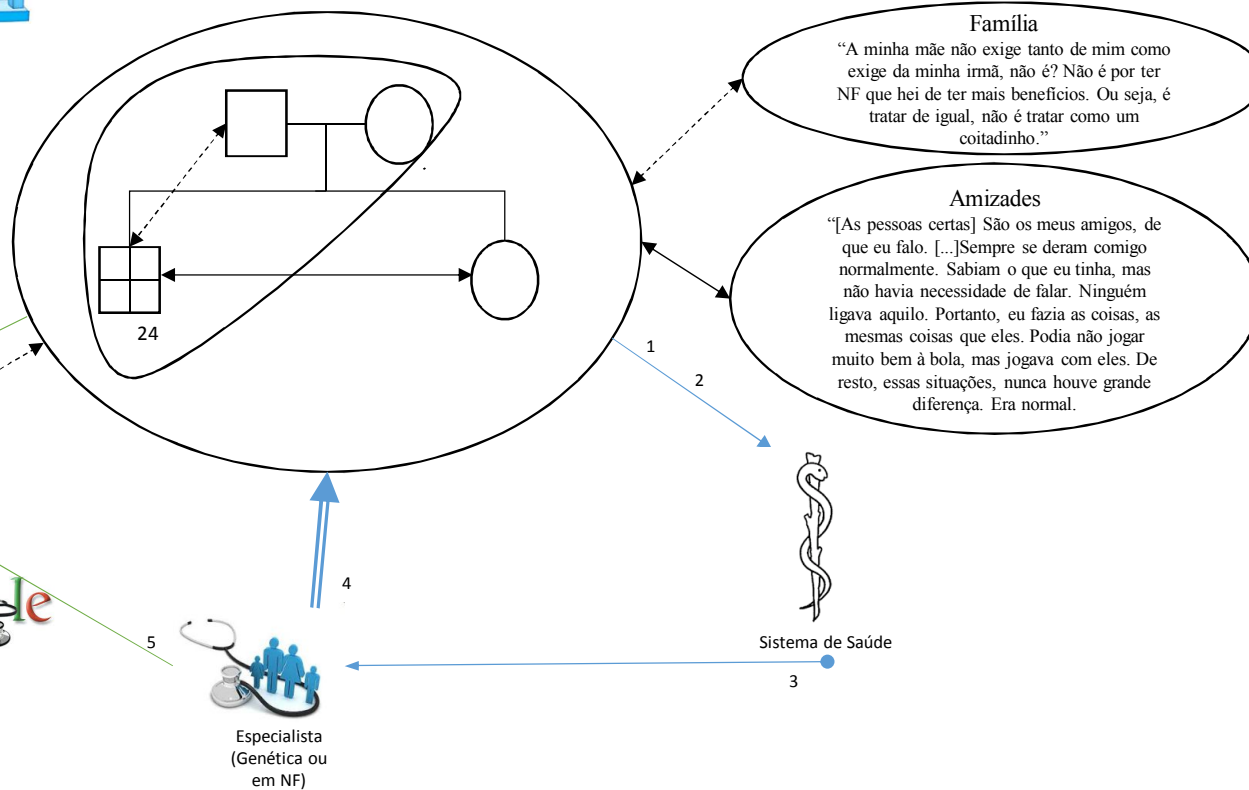 Família
“A minha mãe não exige tanto de mim como
exige da minha irmã, não é? Não é por ter
NF que hei de ter mais benefícios. Ou seja, é
tratar de igual, não é tratar como um
coitadinho.”
Amizades
“[As pessoas certas] São os meus amigos, de
que eu falo. [...]Sempre se deram comigo
normalmente. Sabiam o que eu tinha, mas
não havia necessidade de falar. Ninguém
ligava aquilo. Portanto, eu fazia as coisas, as
mesmas coisas que eles. Podia não jogar
muito bem à bola, mas jogava com eles. De
resto, essas situações, nunca houve grande
diferença. Era normal.
24
1
2
4
le
5
Sistema de Saúde
3
Especialista
(Genética ou
em NF)